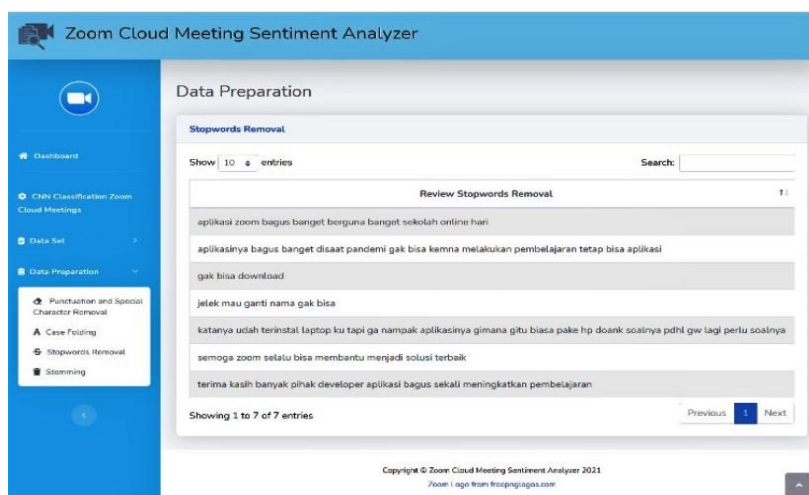 Zoom Cloud Meeting Sentiment Analyzer
Dashboard
CNN Classification Zoom
Cloud Meetings
Data Set
Data Preparation
Punctuation and Special
Character Removal
A Case Folding
Stopwords Removal
Stemming
Data Preparation
Stopwords Removal
Show 10 entries
Search:
Review Stopwords Removal
aplikasi zoom bagus banget berguna banget sekolah online hari
aplikasinya bagus banget disaat pandemi gak bisa kemna melakukan pembelajaran tetap bisa aplikasi
gak bisa download
jelek mau ganti nama gak bisa
katanya udah terinstal laptop ku tapi ga nampak aplikasinya gimana gitu biasa pake hp doank soalnya pdhl gw lagi perlu soalnya
semoga zoom selalu bisa membantu menjadi solusi terbaik
terima kasih banyak pihak developer aplikasi bagus sekali meningkatkan pembelajaran
Showing 1 to 7 of 7 entries
Previous 1 Next
Copyright © Zoom Cloud Meeting Sentiment Analyzer 2021
Zoom Logo from freepnglogos.com